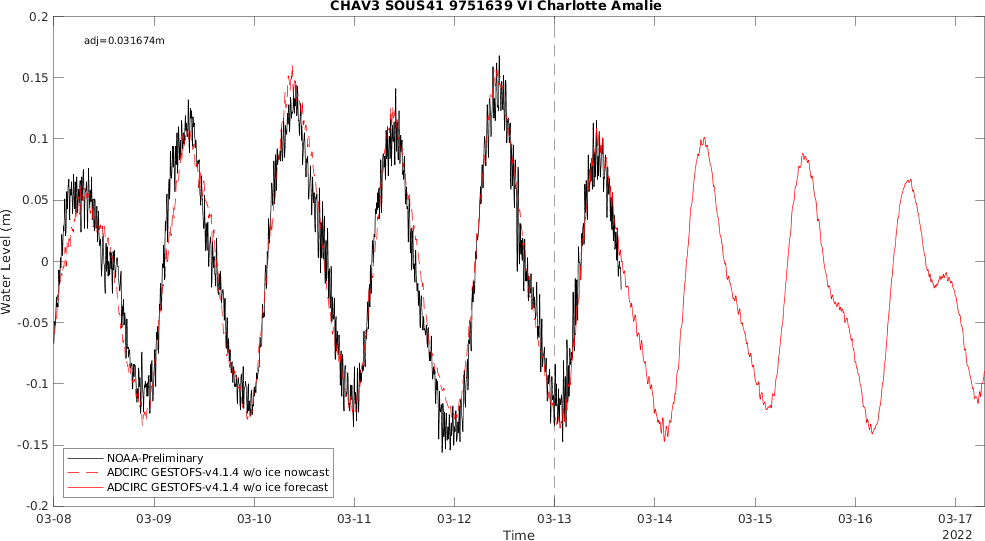 CHAV3 SOUS41 9751639 VI Charlotte Amalie
adj=0.031674m
0.2
0.15
0.1
0.05
0
-0.05
-0.1
-0.15
-0.2
Water Level (m)
NOAA-Preliminary
ADCIRC GESTOFS-v4.1.4 w/o ice nowcast
ADCIRC GESTOFS-v4.1.4 w/o ice forecast
03-08 03-09 03-10 03-11 03-12 03-13 03-14 03-15 03-16 03-17
Time
2022